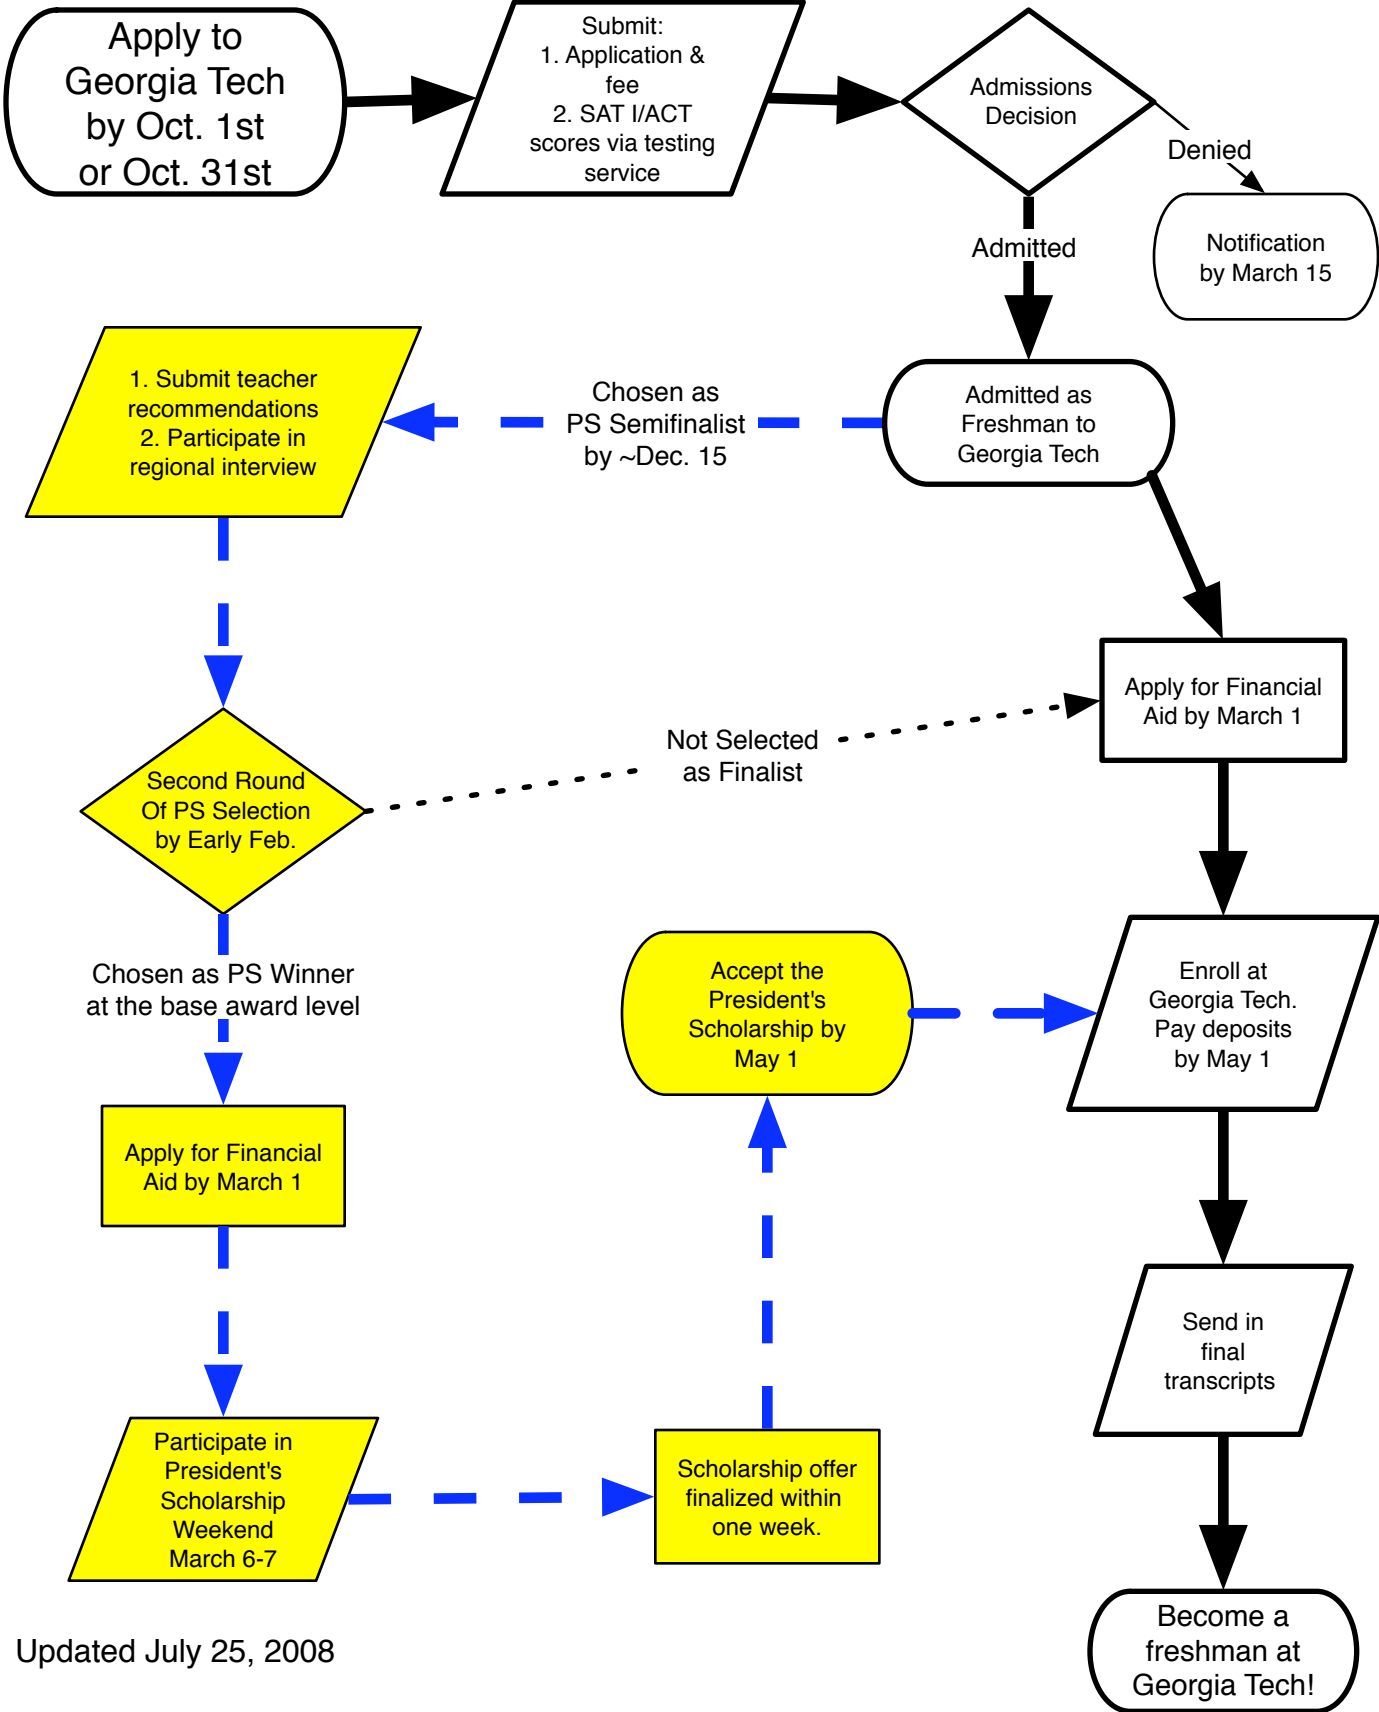 Apply to
Georgia Tech
by Oct. 1st
or Oct. 31st
Submit:
1. Application &
fee
2. SAT I/ACT
scores via testing
service
Admissions
Decision
Denied
Notification
by March 15
Admitted
Admitted as
Freshman to
Georgia Tech
Chosen as
PS Semifinalist
by ~Dec. 15
1. Submit teacher
recommendations
2. Participate in
regional interview
Second Round
Of PS Selection
by Early Feb.
Not Selected
as Finalist
Apply for Financial
Aid by March 1
Chosen as PS Winner
at the base award level
Apply for Financial
Aid by March 1
Participate in
President's
Scholarship
Weekend
March 6-7
Scholarship offer
finalized within
one week.
Accept the
President's
Scholarship by
May 1
Enroll at
Georgia Tech.
Pay deposits
by May 1
Send in
final
transcripts
Become a
freshman at
Georgia Tech!
Updated July 25, 2008